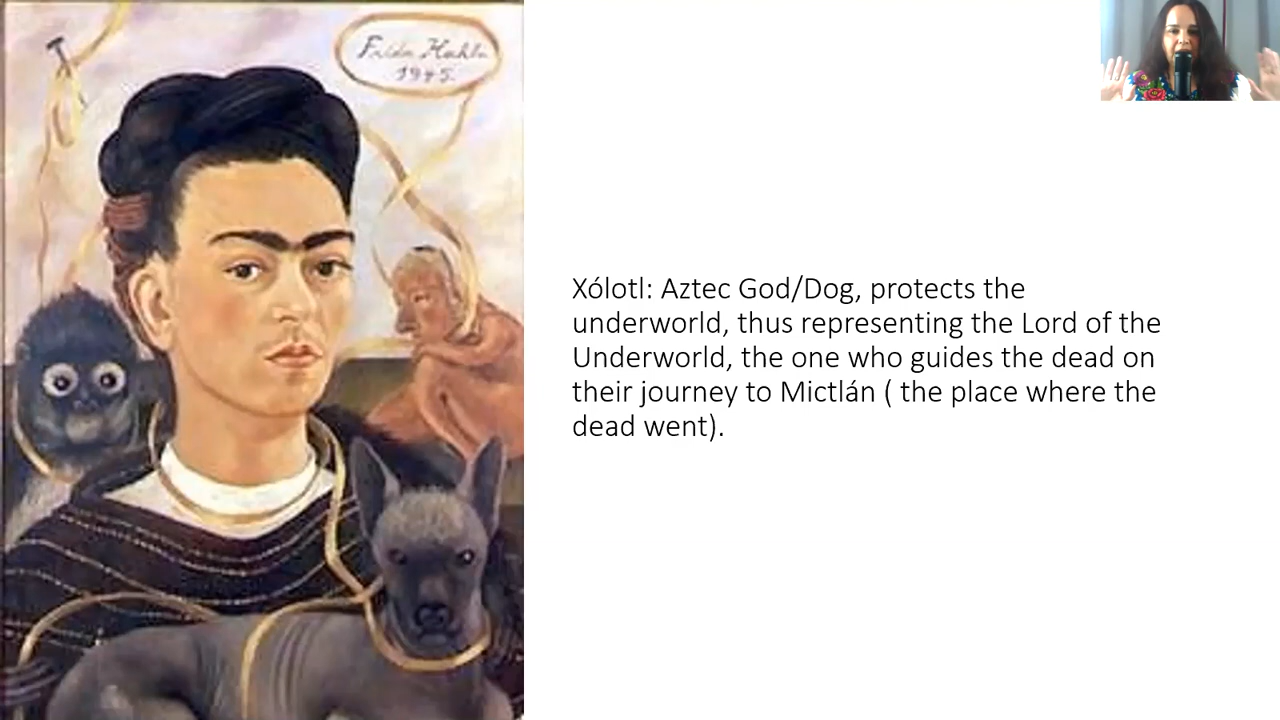 Frida Kahlo
1945.
Xólotl: Aztec God/Dog, protects the
underworld, thus representing the Lord of the
Underworld, the one who guides the dead on
their journey to Mictlán ( the place where the
dead went).